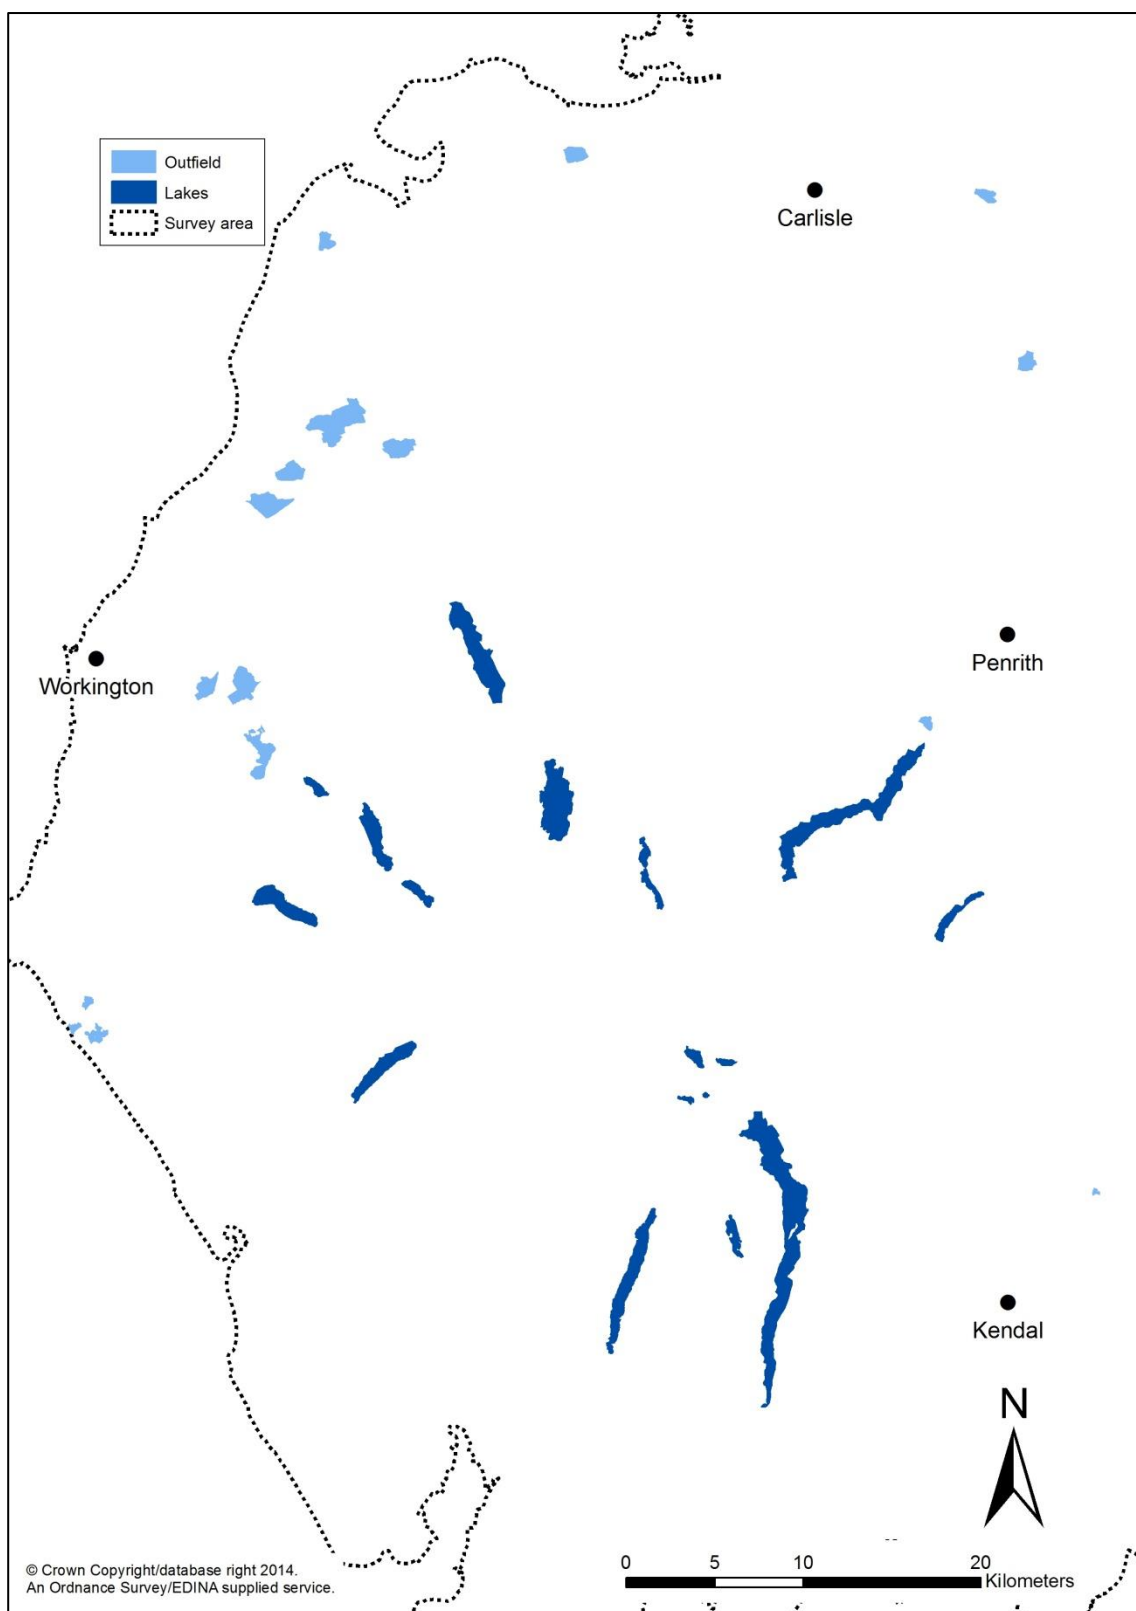 Outfield
Lakes
Survey area
Carlisle
Workington
Penrith
Kendal
N
0 5 10 20
Kilometers
© Crown Copyright/database right 2014.
An Ordnance Survey/EDINA supplied service.